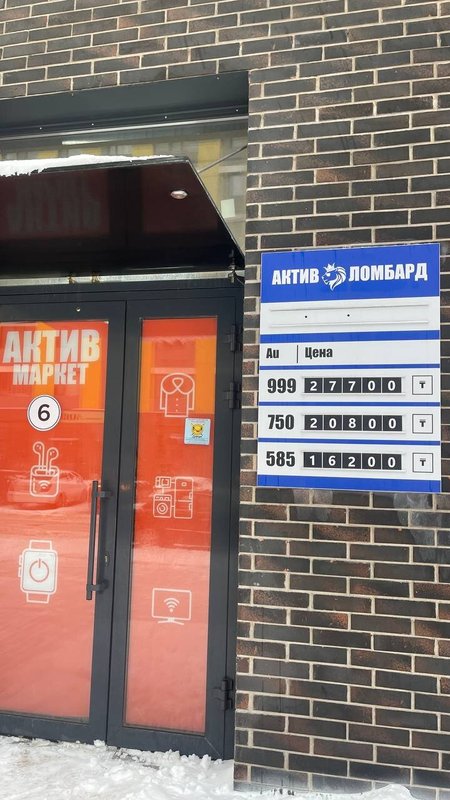 АКТИВ
МАРКЕТ
6
АКТИВ ЛОМБАРД
Au Цена
999 27700 ₸
750 20800 ₸
585 16200 ₸